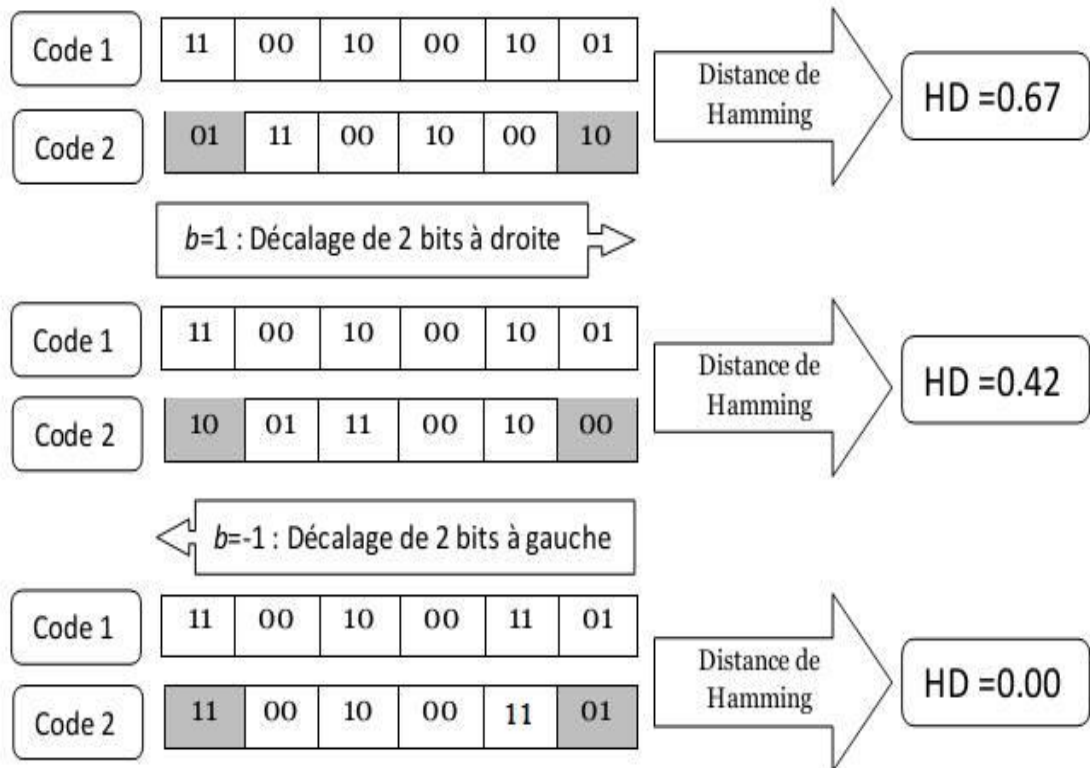 Code 1 11 00 10 00 10 01
Distance de
Hamming
HD =0.67
Code 2 01 11 00 10 00 10
b=1 : Décalage de 2 bits à droite
Code 1 11 00 10 00 10 01
Distance de
Hamming
HD =0.42
Code 2 10 01 11 00 10 00
b=-1 : Décalage de 2 bits à gauche
Code 1 11 00 10 00 11 01
Distance de
Hamming
HD =0.00
Code 2 11 00 10 00 11 01